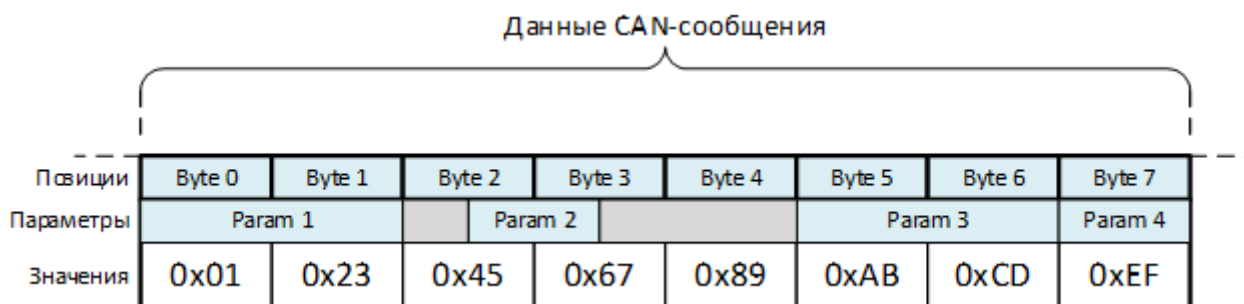 Данные CAN-сообщения
Позиции Byte 0 Byte 1 Byte 2 Byte 3 Byte 4 Byte 5 Byte 6 Byte 7
Параметры Param 1 Param 2 Param 3 Param 4
Значения 0x01 0x23 0x45 0x67 0x89 0xAB 0xCD 0xEF